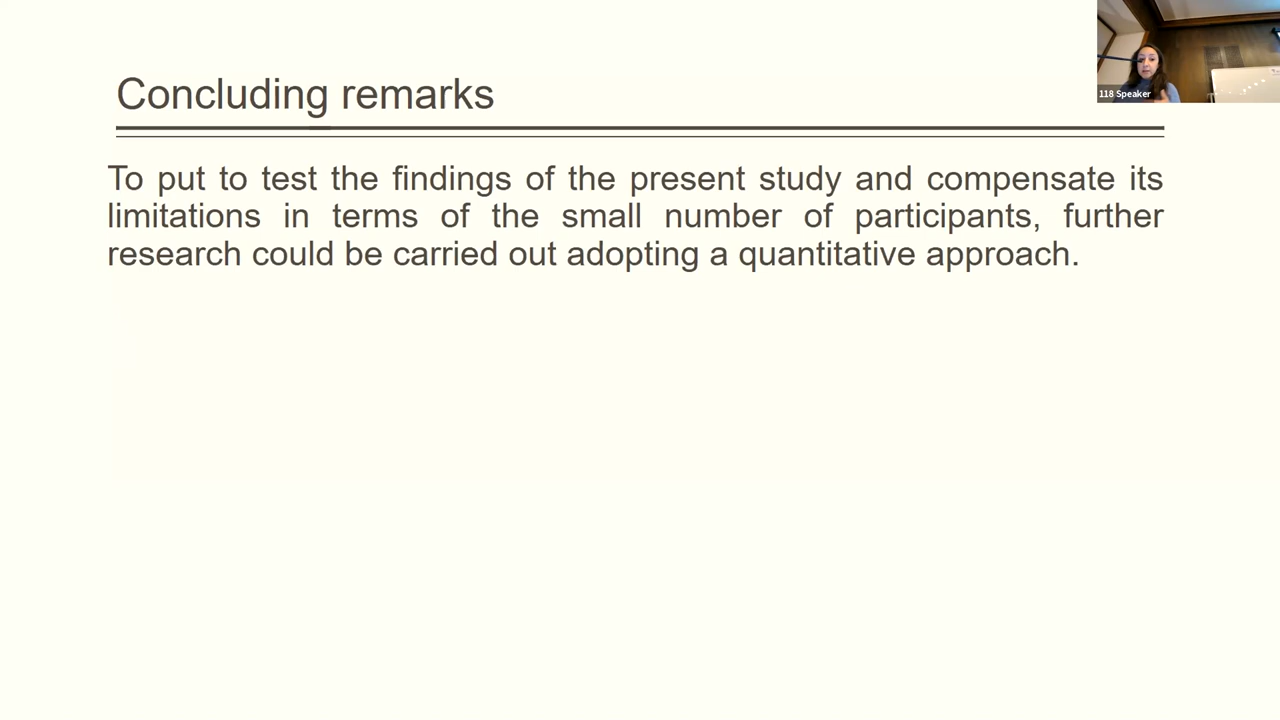 118 Speaker
Concluding remarks
To put to test the findings of the present study and compensate its
limitations in terms of the small number of participants, further
research could be carried out adopting a quantitative approach.